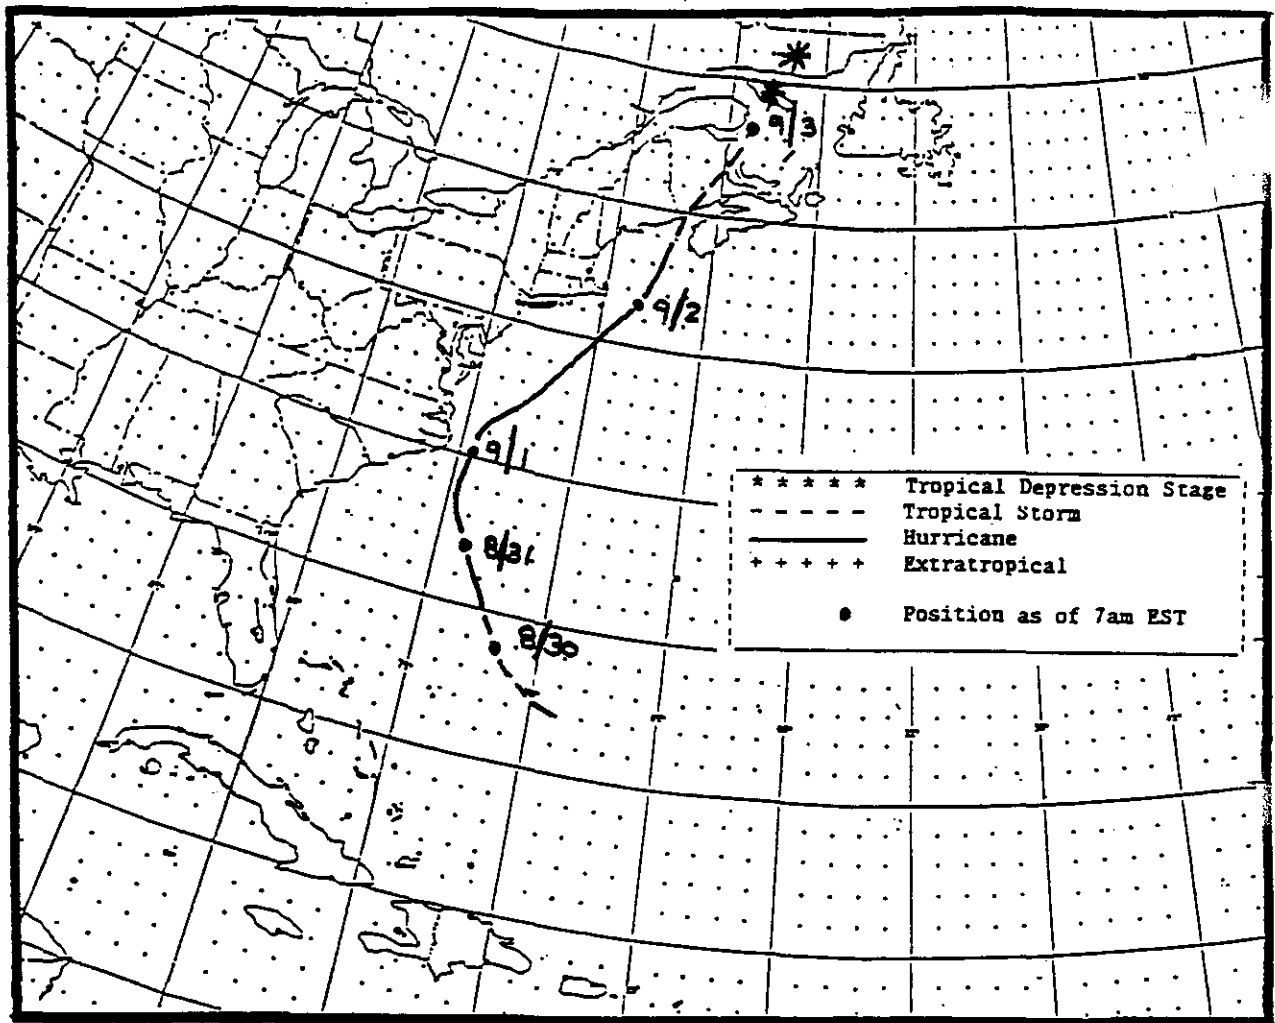 9/3
9/2
9/1
8/31
8/30
* * * * * Tropical Depression Stage
- - - - - Tropical Storm
Hurricane
+ + + + + Extratropical
● Position as of 7am EST